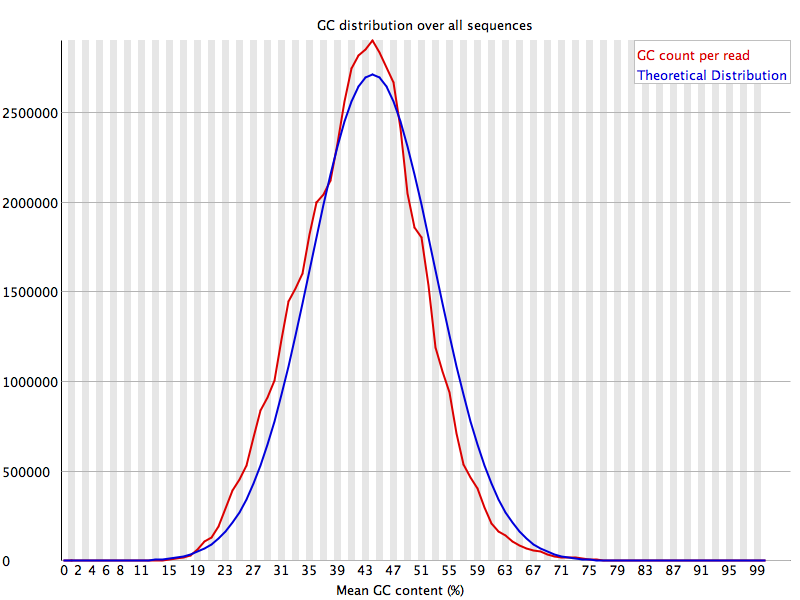 GC distribution over all sequences
GC count per read
Theoretical Distribution
2500000
2000000
1500000
1000000
500000
0
0 2 4 6 8 11 15 19 23 27 31 35 39 43 47 51 55 59 63 67 71 75 79 83 87 91 95 99
Mean GC content (%)